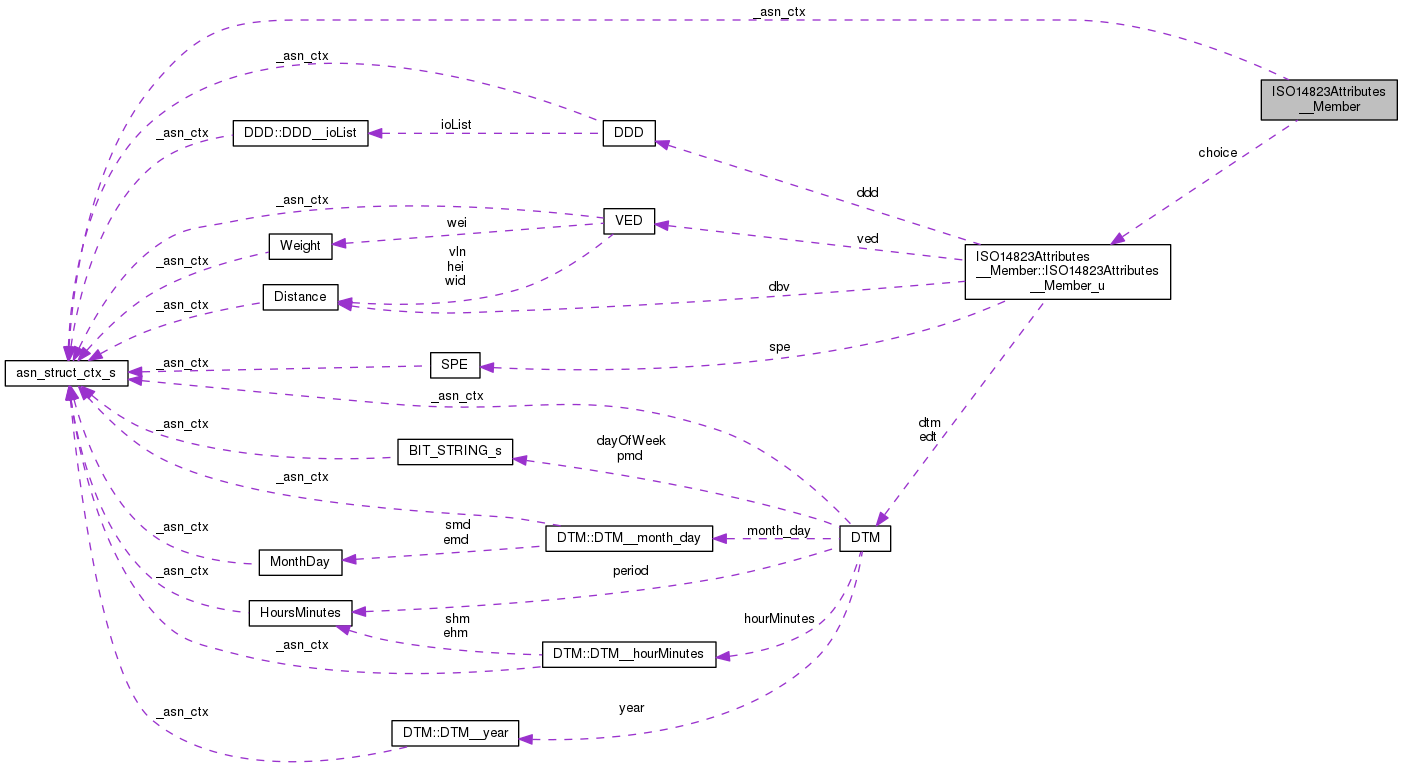 _asn_ctx
_asn_ctx
ISO14823Attributes
__Member
DDD::DDD__ioList
_asn_ctx
ioList
DDD
choice
ddd
_asn_ctx
VED
wei
ved
Weight
_asn_ctx
vln
hei
wid
ISO14823Attributes
__Member::ISO14823Attributes
__Member_u
Distance
_asn_ctx
dbv
spe
asn_struct_ctx_s
_asn_ctx
SPE
_asn_ctx
_asn_ctx
dtm
edt
BIT_STRING_s
dayOfWeek
pmd
_asn_ctx
_asn_ctx
smd
emd
DTM::DTM__month_day
month_day
DTM
MonthDay
_asn_ctx
period
HoursMinutes
shm
ehm
hourMinutes
_asn_ctx
DTM::DTM__hourMinutes
_asn_ctx
year
DTM::DTM__year